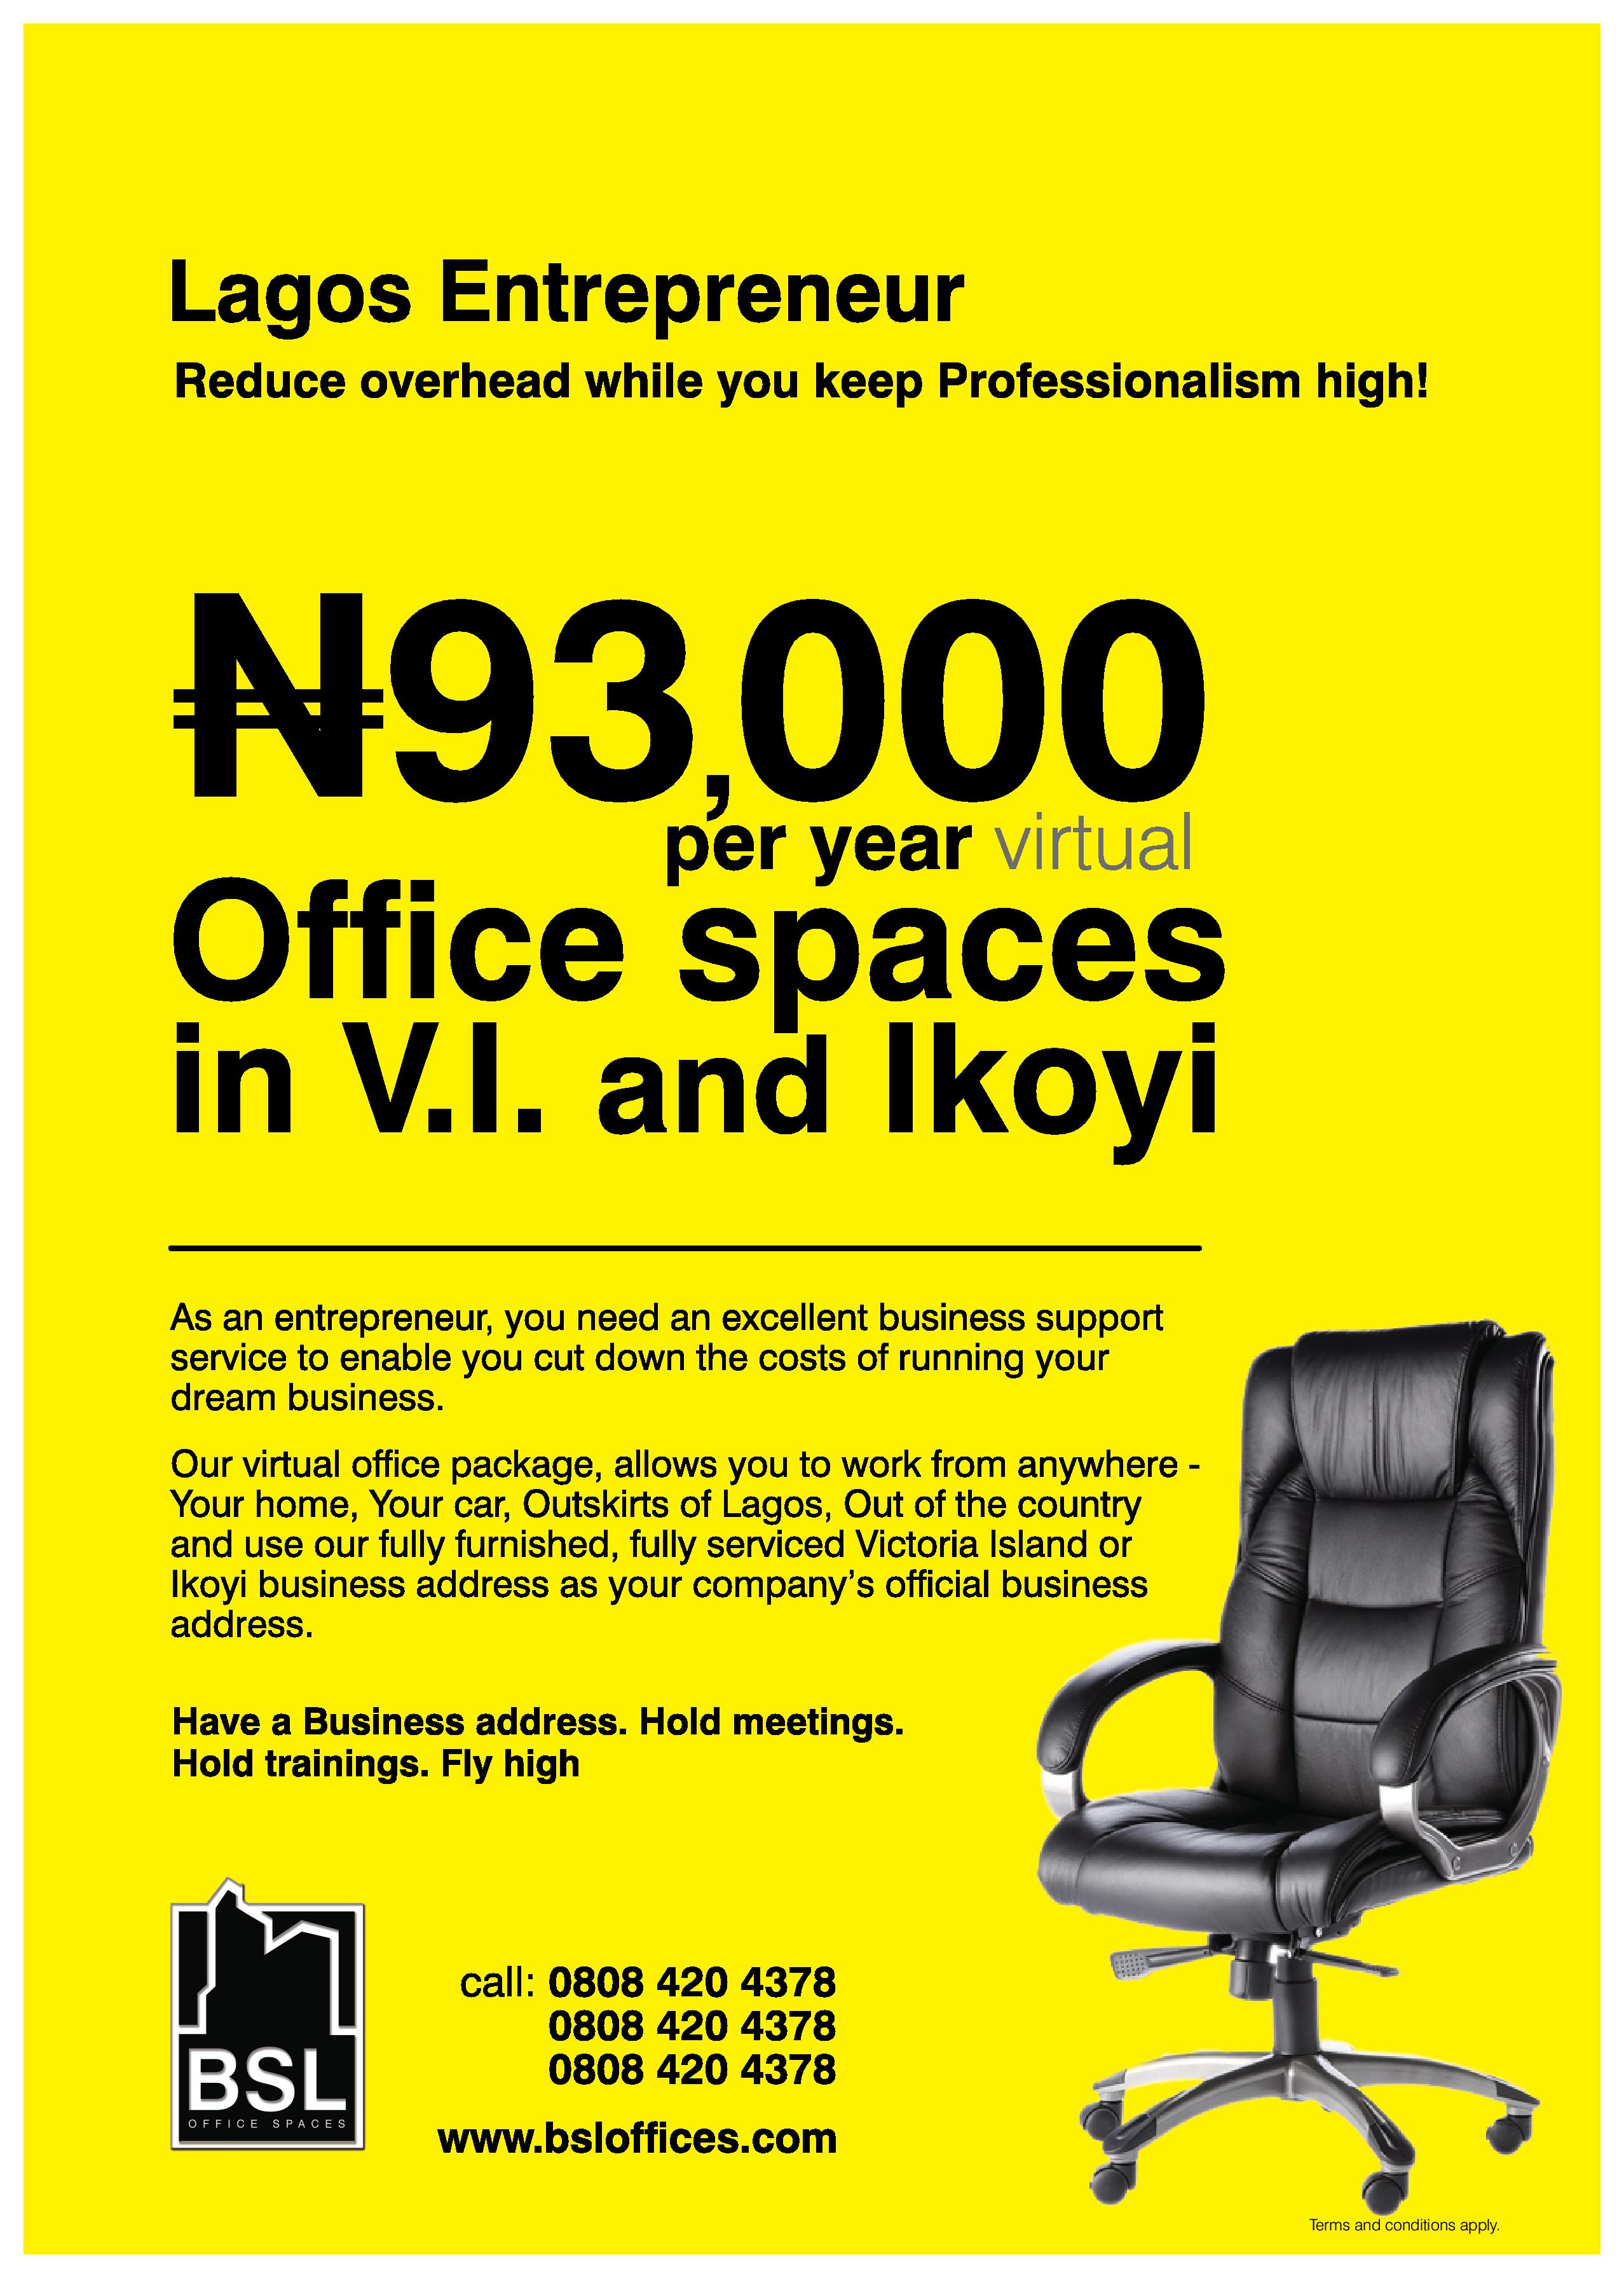 Lagos Entrepreneur
Reduce overhead while you keep Professionalism high!
₦93,000
per year virtual
Office spaces
in V.I. and Ikoyi
As an entrepreneur, you need an excellent business support
service to enable you cut down the costs of running your
dream business.
Our virtual office package, allows you to work from anywhere -
Your home, Your car, Outskirts of Lagos, Out of the country
and use our fully furnished, fully serviced Victoria Island or
Ikoyi business address as your company's official business
address.
Have a Business address. Hold meetings.
Hold trainings. Fly high
BSL
OFFICE SPACES
call: 0808 420 4378
0808 420 4378
0808 420 4378
www.bsloffices.com
Terms and conditions apply.